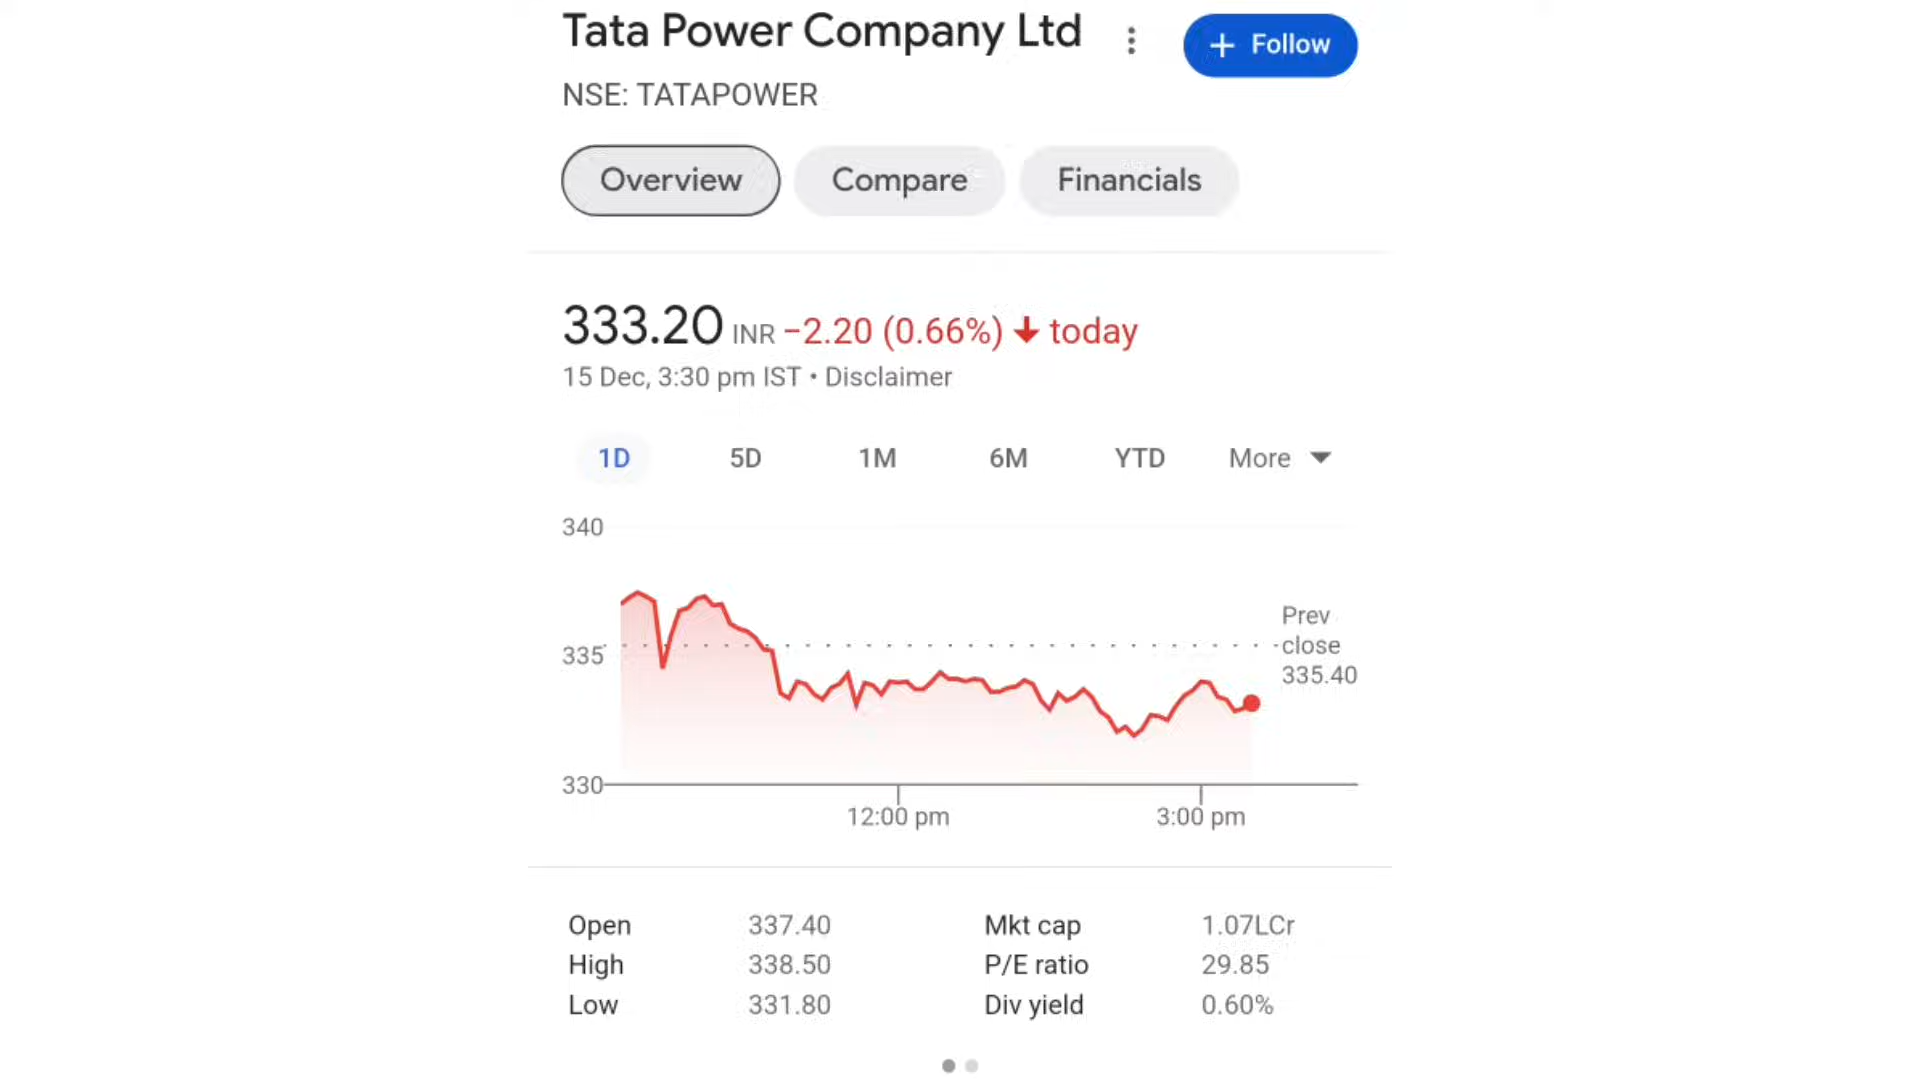 Tata Power Company Ltd
+ Follow
NSE: TATAPOWER
Overview Compare Financials
333.20 INR −2.20 (0.66%) ↓ today
15 Dec, 3:30 pm IST • Disclaimer
1D 5D 1M 6M YTD More
340
335
330
Prev
close
335.40
12:00 pm 3:00 pm
Open 337.40 Mkt cap 1.07LCr
High 338.50 P/E ratio 29.85
Low 331.80 Div yield 0.60%